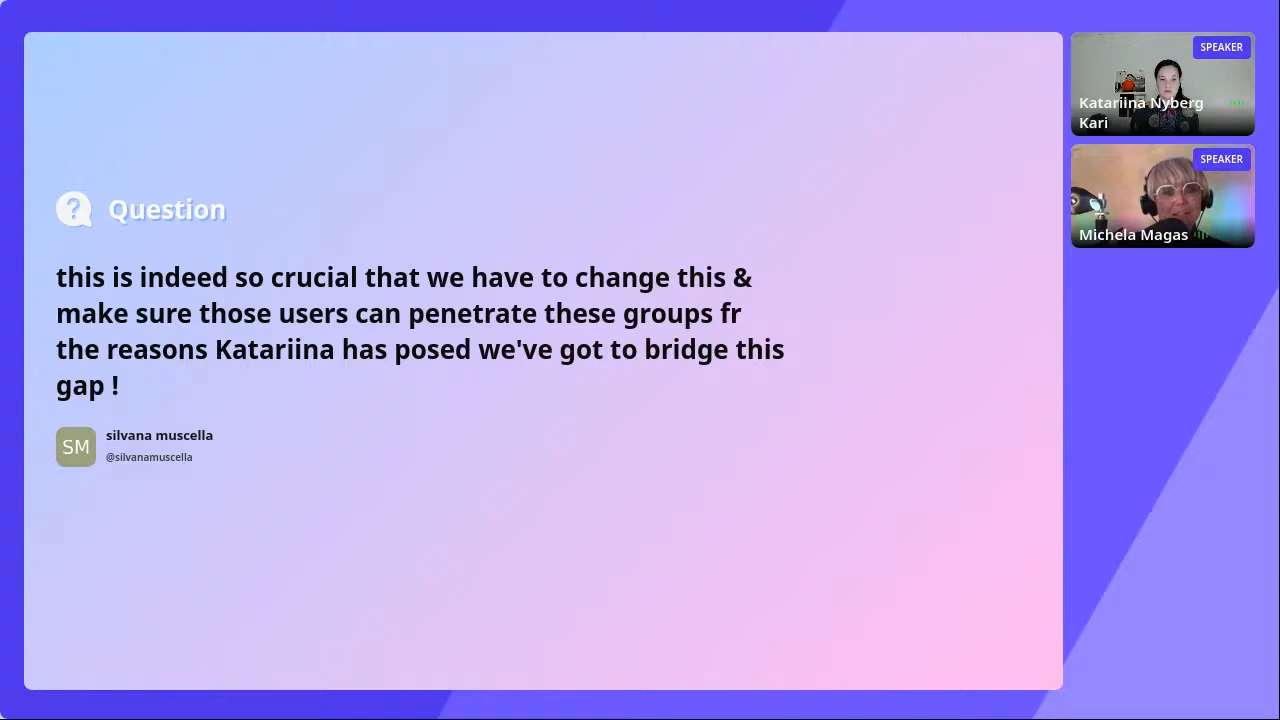 Question
this is indeed so crucial that we have to change this &
make sure those users can penetrate these groups fr
the reasons Katariina has posed we've got to bridge this
gap !
SM
silvana muscella
@silvanamuscella
SPEAKER
Katariina Nyberg
Kari
SPEAKER
Michela Magas